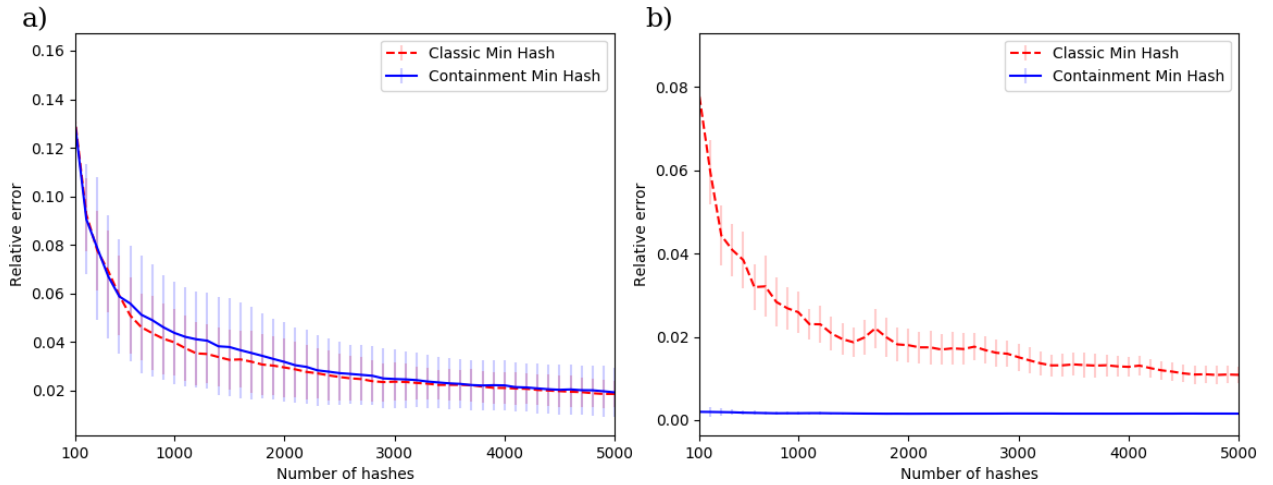 a)
Classic Min Hash
Containment Min Hash
0.16
0.14
0.12
0.10
0.08
0.06
0.04
0.02
Relative error
100
1000
2000
3000
4000
5000
Number of hashes
b)
Classic Min Hash
Containment Min Hash
0.08
0.06
0.04
0.02
0.00
Relative error
100
1000
2000
3000
4000
5000
Number of hashes